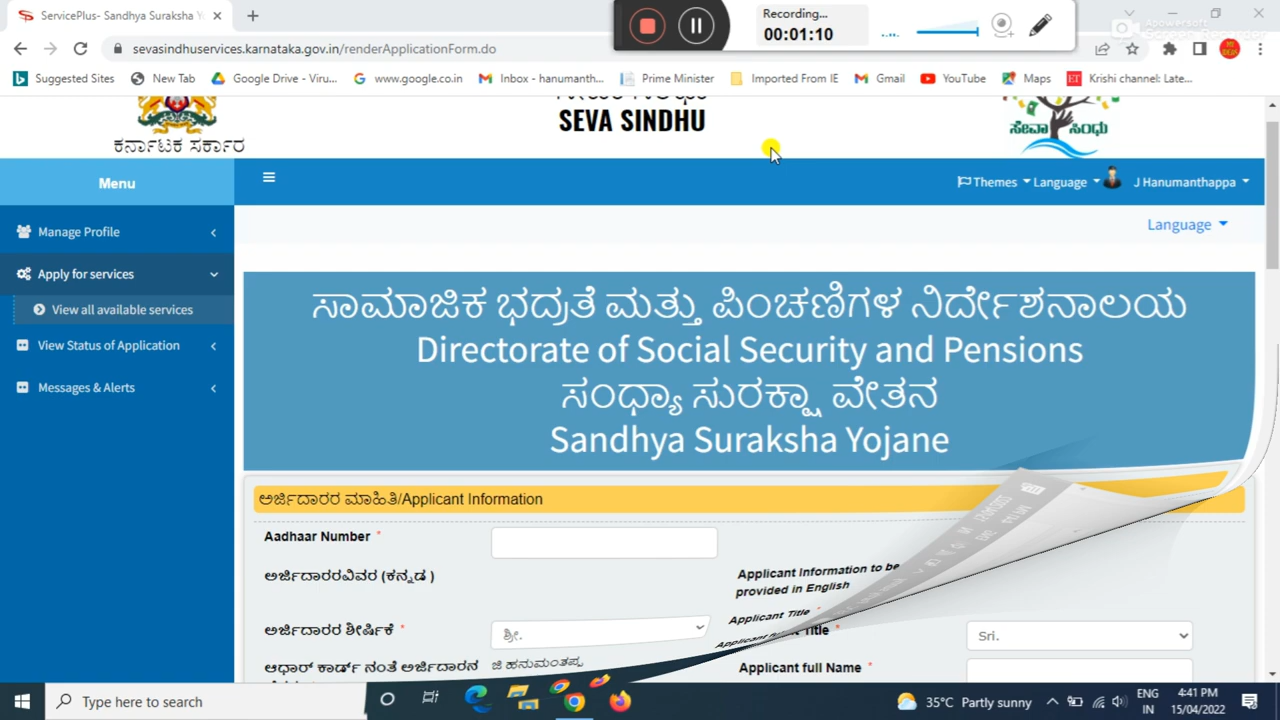 ServicePlus- Sandhya Suraksha Y
Recording...
00:01:10
Apowersoft
Screen Recorder
sevasindhuservices.karnataka.gov.in/renderApplicationForm.do
Suggested Sites
New Tab
Google Drive - Viru...
www.google.co.in
Inbox - hanumanth...
Prime Minister
Imported From IE
Gmail
YouTube
Maps
Krishi channel: Late...
ಕರ್ನಾಟಕ ಸರ್ಕಾರ
SEVA SINDHU
ಸೇವಾ ಸಿಂಧು
Menu
Themes
Language
J Hanumanthappa
Language
Manage Profile
Apply for services
View all available services
View Status of Application
Messages & Alerts
ಸಾಮಾಜಿಕ ಭದ್ರತೆ ಮತ್ತು ಪಿಂಚಣಿಗಳ ನಿರ್ದೇಶನಾಲಯ
Directorate of Social Security and Pensions
ಸಂಧ್ಯಾ ಸುರಕ್ಷಾ ವೇತನ
Sandhya Suraksha Yojane
ಅರ್ಜಿದಾರರ ಮಾಹಿತಿ/Applicant Information
Aadhaar Number *
ಅರ್ಜಿದಾರರವಿವರ (ಕನ್ನಡ )
Applicant Information to be
provided in English
Applicant Title *
ಅರ್ಜಿದಾರರ ಶೀರ್ಷಿಕೆ *
ಶ್ರೀ.
Title *
Sri.
ಆಧಾರ್ ಕಾರ್ಡ್ ನಂತೆ ಅರ್ಜಿದಾರನ
ಜಿ ಹನುಮಂತಪ್ಪ
Applicant full Name *
Type here to search
35°C Partly sunny
ENG
IN
4:41 PM
15/04/2022